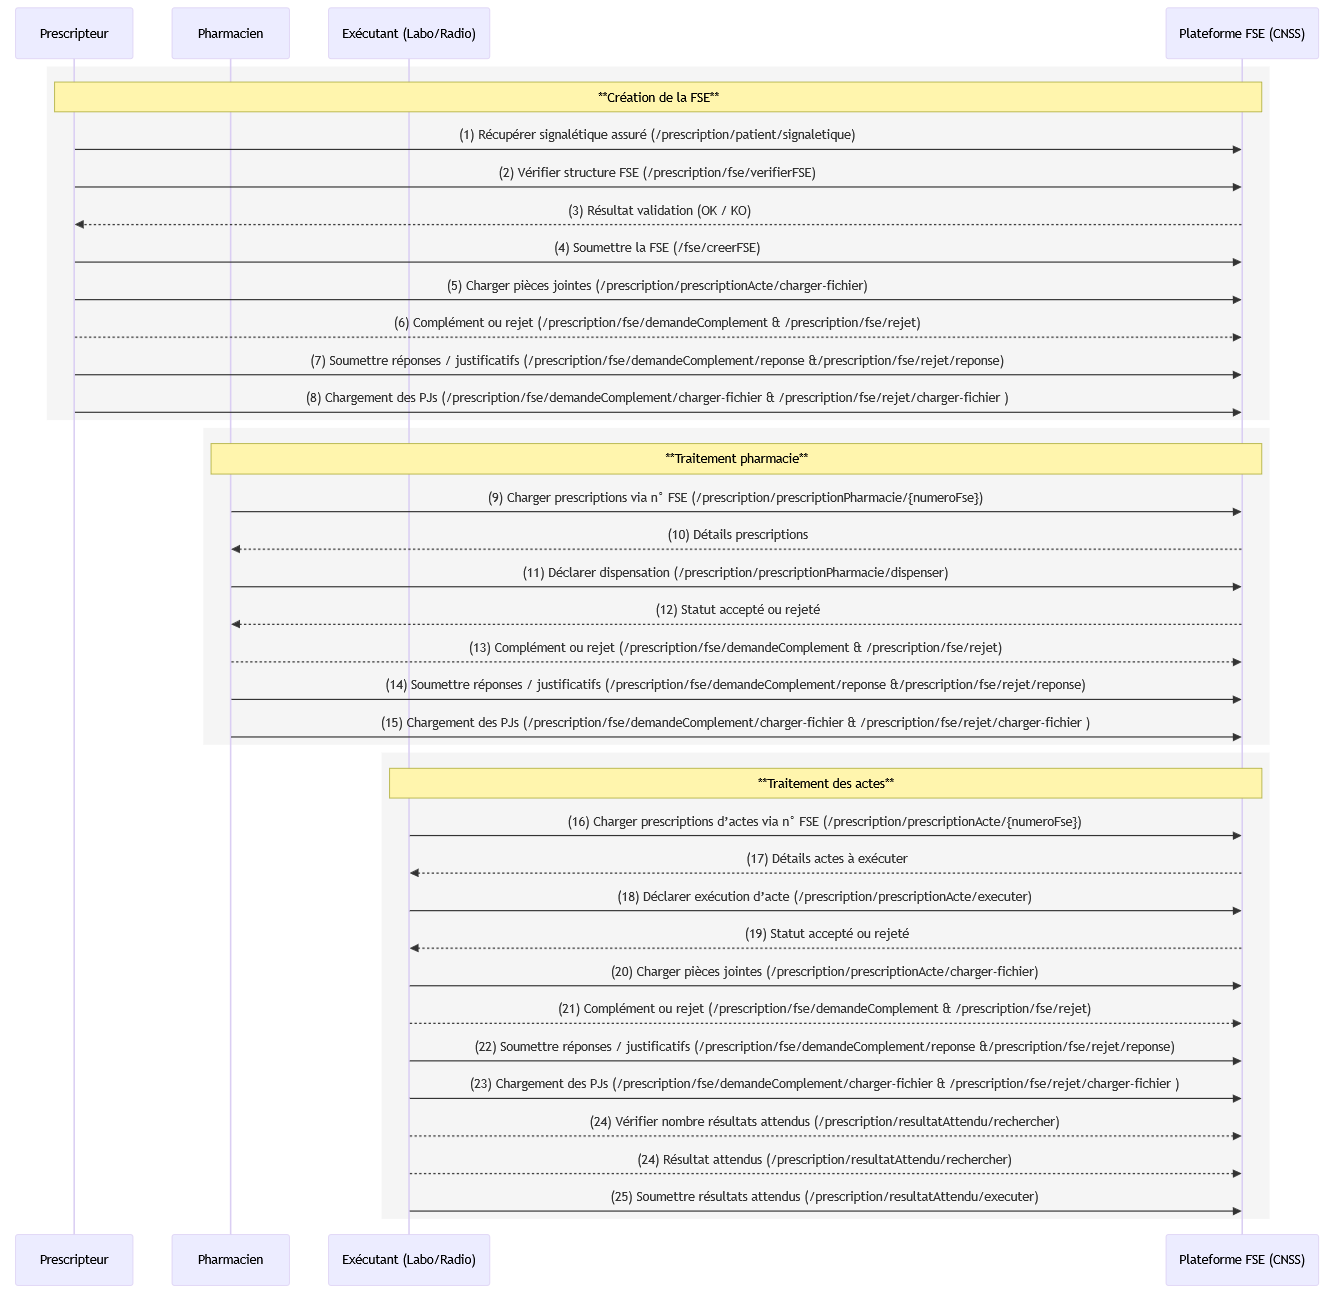 Prescripteur
Pharmacien
Exécutant (Labo/Radio)
Plateforme FSE (CNSS)
**Création de la FSE**
(1) Récupérer signalétique assuré (/prescription/patient/signaletique)
(2) Vérifier structure FSE (/prescription/fse/verifierFSE)
(3) Résultat validation (OK / KO)
(4) Soumettre la FSE (/fse/creerFSE)
(5) Charger pièces jointes (/prescription/prescriptionActe/charger-fichier)
(6) Complément ou rejet (/prescription/fse/demandeComplement & /prescription/fse/rejet)
(7) Soumettre réponses / justificatifs (/prescription/fse/demandeComplement/reponse &/prescription/fse/rejet/reponse)
(8) Chargement des PJs (/prescription/fse/demandeComplement/charger-fichier & /prescription/fse/rejet/charger-fichier )
**Traitement pharmacie**
(9) Charger prescriptions via n° FSE (/prescription/prescriptionPharmacie/{numeroFse})
(10) Détails prescriptions
(11) Déclarer dispensation (/prescription/prescriptionPharmacie/dispenser)
(12) Statut accepté ou rejeté
(13) Complément ou rejet (/prescription/fse/demandeComplement & /prescription/fse/rejet)
(14) Soumettre réponses / justificatifs (/prescription/fse/demandeComplement/reponse &/prescription/fse/rejet/reponse)
(15) Chargement des PJs (/prescription/fse/demandeComplement/charger-fichier & /prescription/fse/rejet/charger-fichier )
**Traitement des actes**
(16) Charger prescriptions d’actes via n° FSE (/prescription/prescriptionActe/{numeroFse})
(17) Détails actes à exécuter
(18) Déclarer exécution d’acte (/prescription/prescriptionActe/executer)
(19) Statut accepté ou rejeté
(20) Charger pièces jointes (/prescription/prescriptionActe/charger-fichier)
(21) Complément ou rejet (/prescription/fse/demandeComplement & /prescription/fse/rejet)
(22) Soumettre réponses / justificatifs (/prescription/fse/demandeComplement/reponse &/prescription/fse/rejet/reponse)
(23) Chargement des PJs (/prescription/fse/demandeComplement/charger-fichier & /prescription/fse/rejet/charger-fichier )
(24) Vérifier nombre résultats attendus (/prescription/resultatAttendu/rechercher)
(24) Résultat attendus (/prescription/resultatAttendu/rechercher)
(25) Soumettre résultats attendus (/prescription/resultatAttendu/executer)
Prescripteur
Pharmacien
Exécutant (Labo/Radio)
Plateforme FSE (CNSS)